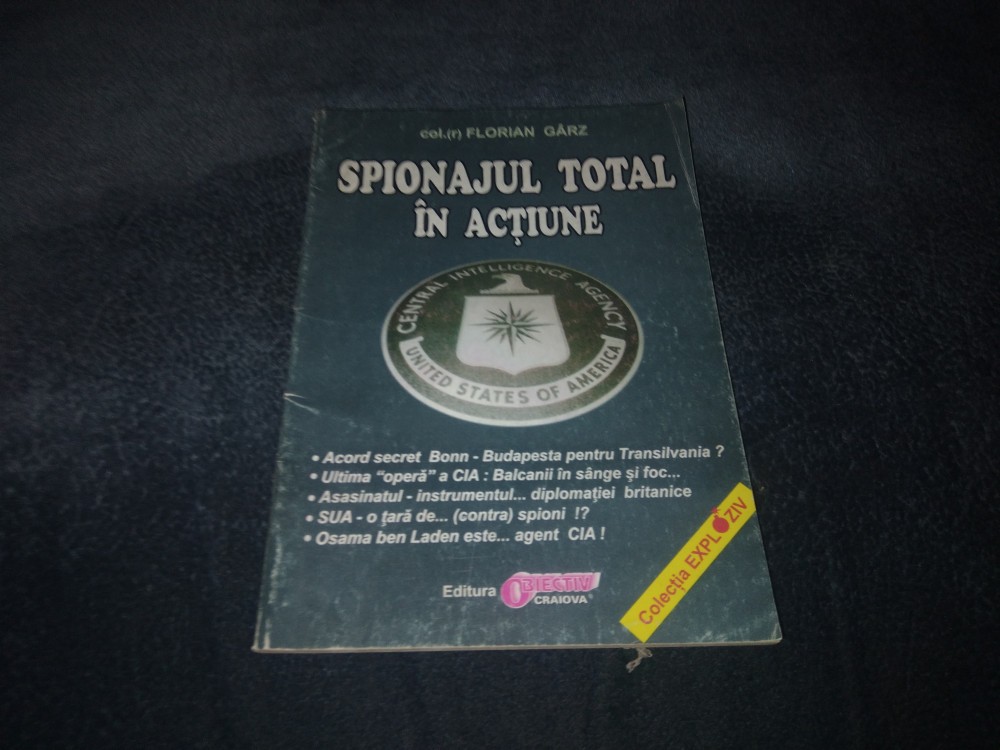 col.(r) FLORIAN GÂRZ
SPIONAJUL TOTAL
ÎN ACȚIUNE
CENTRAL INTELLIGENCE AGENCY
UNITED STATES OF AMERICA
• Acord secret Bonn - Budapesta pentru Transilvania ?
• Ultima "operă" a CIA : Balcanii în sânge și foc...
• Asasinatul - instrumentul... diplomației britanice
• SUA - o țară de... (contra) spioni !?
• Osama ben Laden este... agent CIA !
Colecția EXPLOZIV
Editura OBIECTIV
CRAIOVA